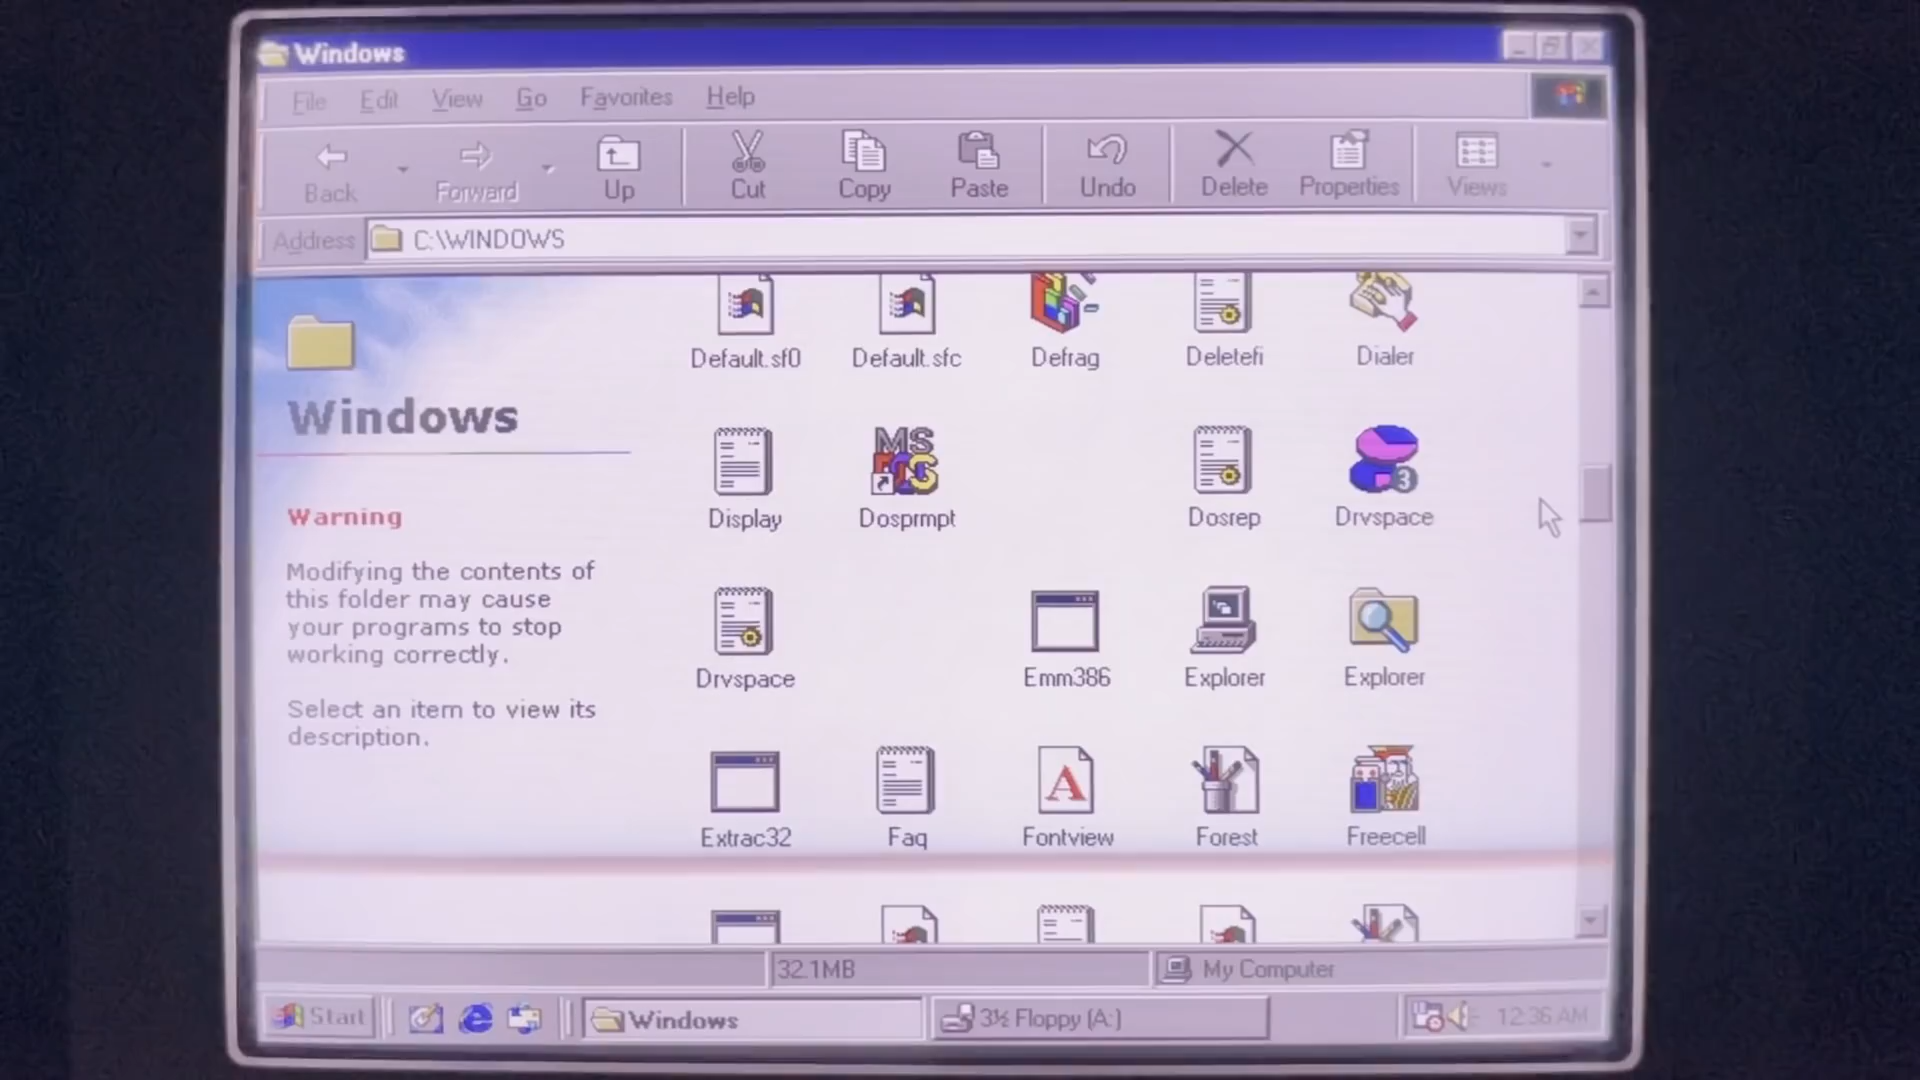 Windows
File Edit View Go Favorites Help
Back Forward Up Cut Copy Paste Undo Delete Properties Views
Address C:\WINDOWS
Default.sf0 Default.sfc Defrag Deletefi Dialer
Windows
MS
DOS
3
Display Dosprmpt Dosrep Drvspace
Warning
Modifying the contents of
this folder may cause
your programs to stop
working correctly.
Select an item to view its
description.
Drvspace Emm386 Explorer Explorer
A
Extrac32 Faq Fontview Forest Freecell
32.1MB My Computer
Start Windows 3½ Floppy (A:) 12:36 AM